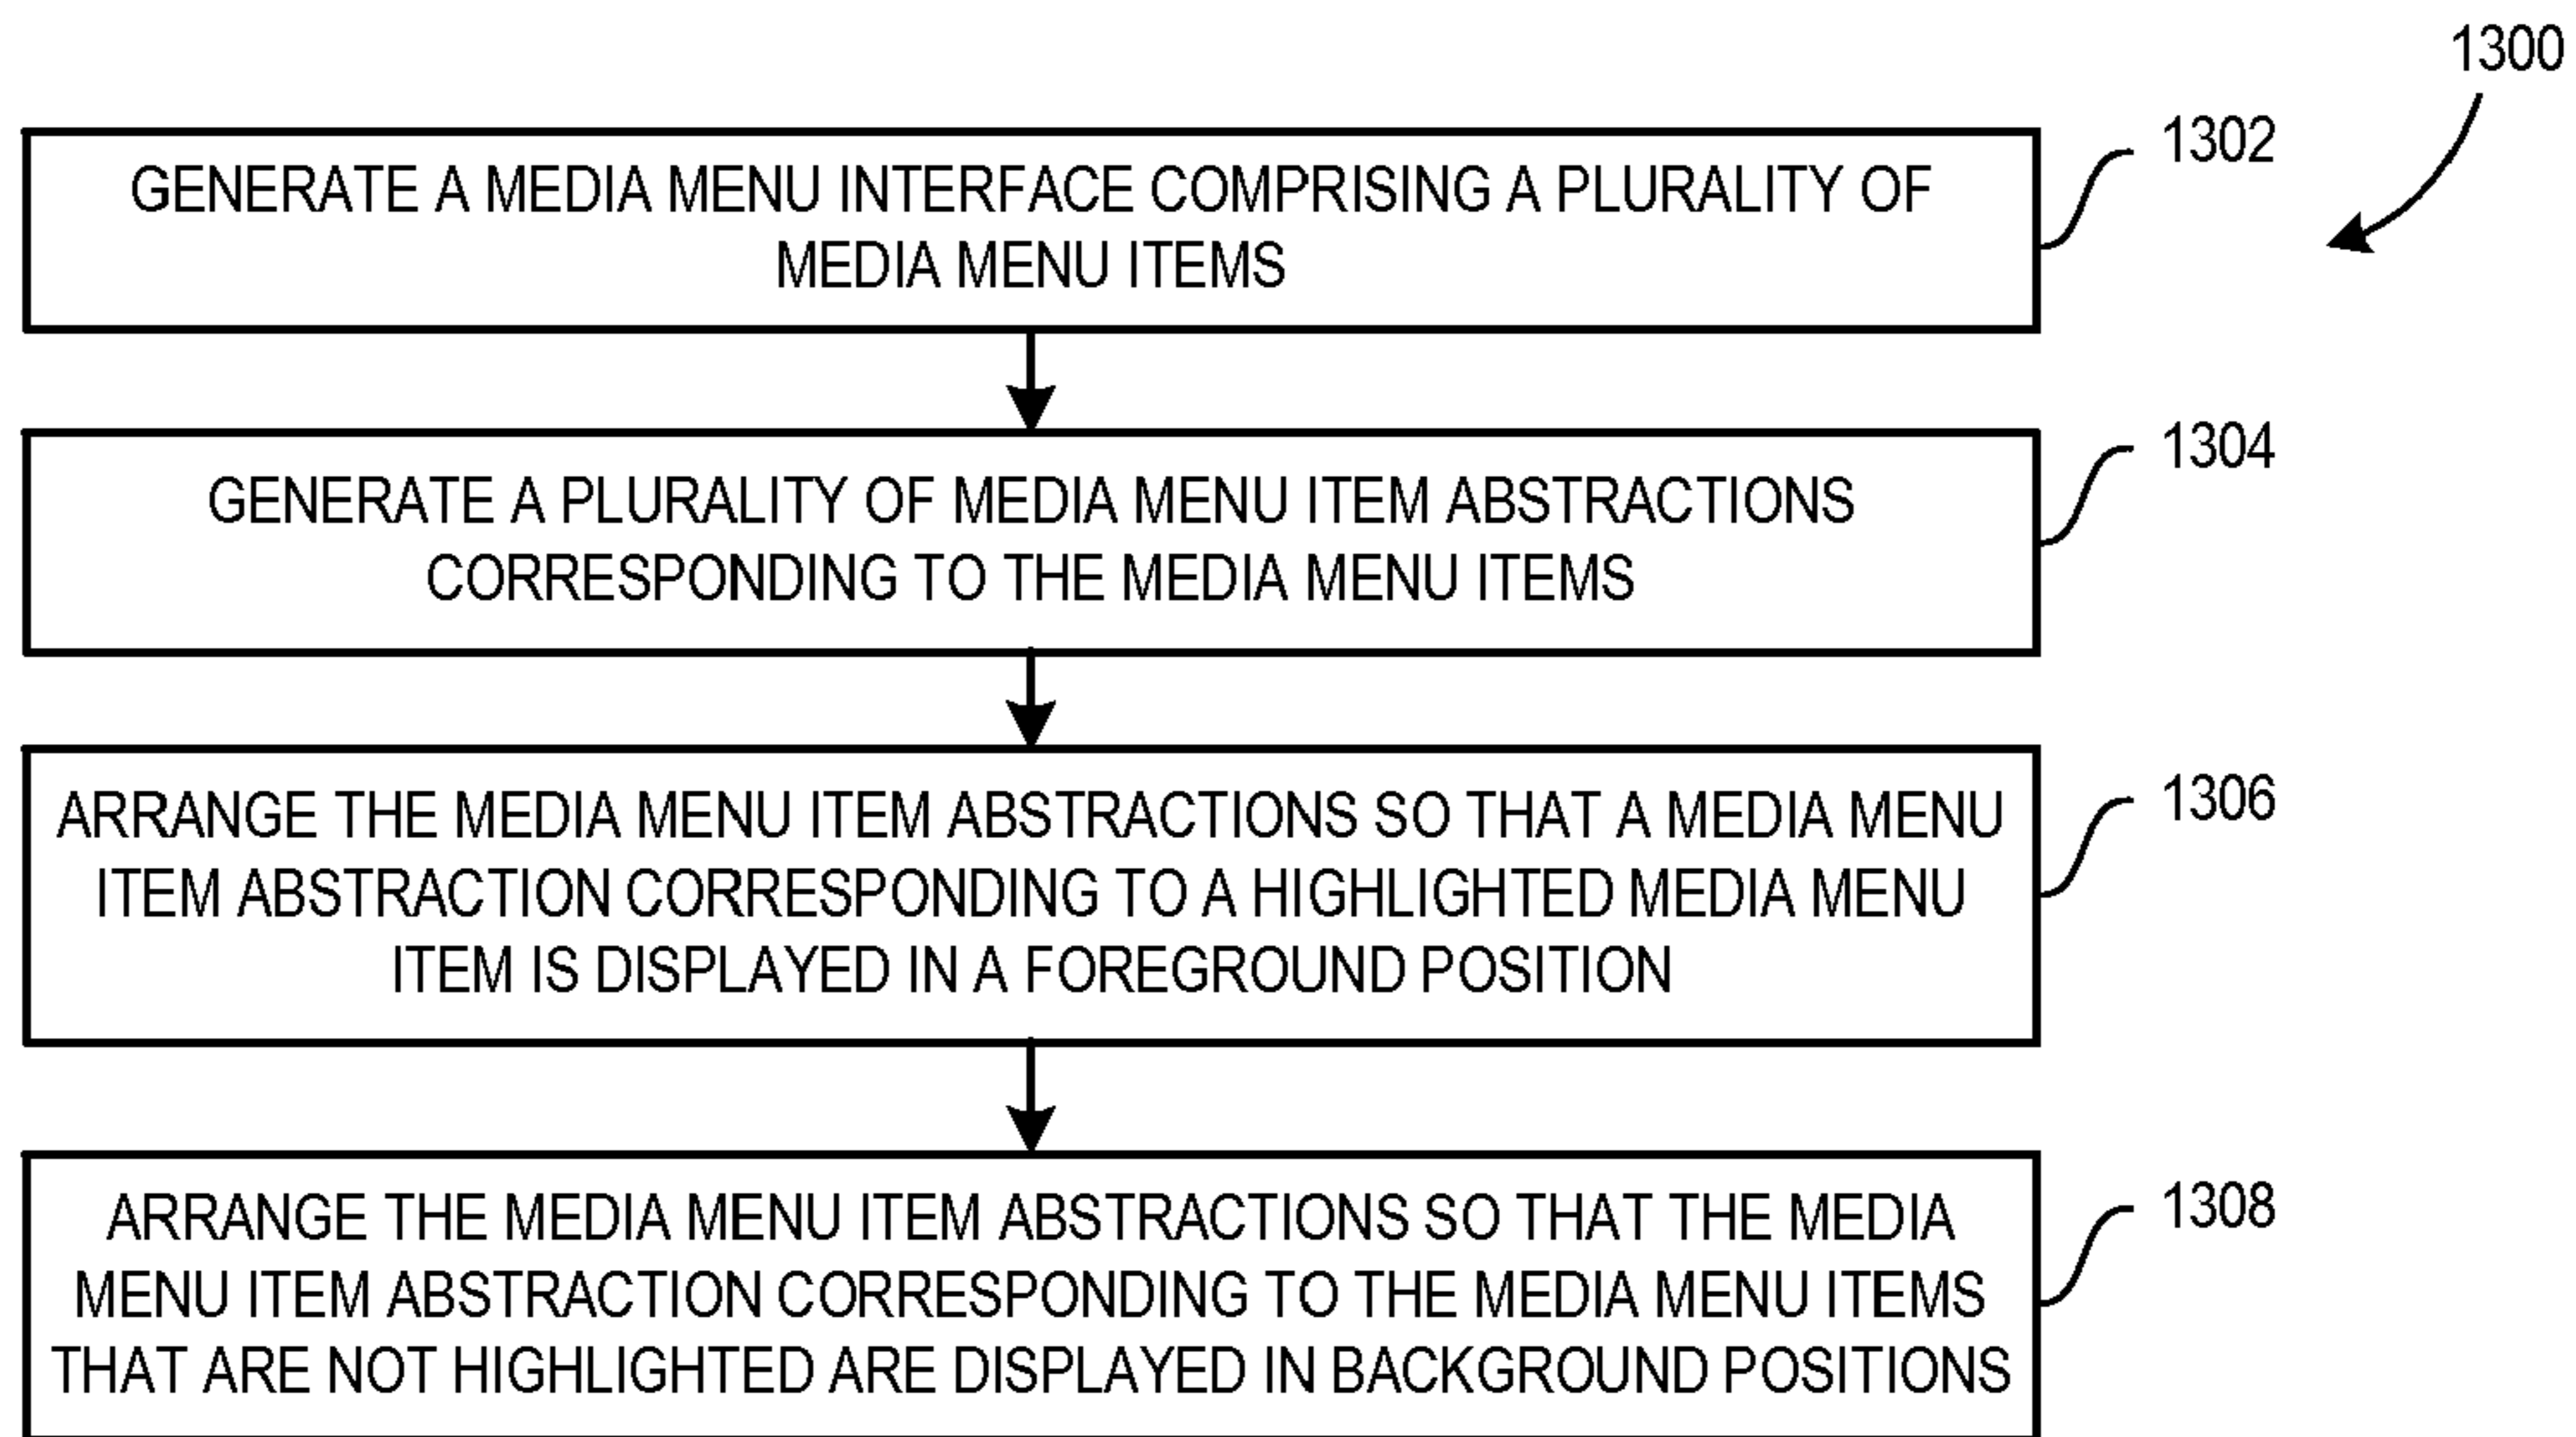 1300
1302
GENERATE A MEDIA MENU INTERFACE COMPRISING A PLURALITY OF
MEDIA MENU ITEMS
1304
GENERATE A PLURALITY OF MEDIA MENU ITEM ABSTRACTIONS
CORRESPONDING TO THE MEDIA MENU ITEMS
1306
ARRANGE THE MEDIA MENU ITEM ABSTRACTIONS SO THAT A MEDIA MENU
ITEM ABSTRACTION CORRESPONDING TO A HIGHLIGHTED MEDIA MENU
ITEM IS DISPLAYED IN A FOREGROUND POSITION
1308
ARRANGE THE MEDIA MENU ITEM ABSTRACTIONS SO THAT THE MEDIA
MENU ITEM ABSTRACTION CORRESPONDING TO THE MEDIA MENU ITEMS
THAT ARE NOT HIGHLIGHTED ARE DISPLAYED IN BACKGROUND POSITIONS